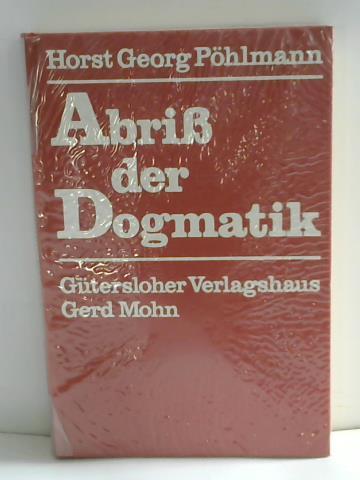 Horst Georg Pöhlmann
Abriß
der
Dogmatik
Gütersloher Verlagshaus
Gerd Mohn